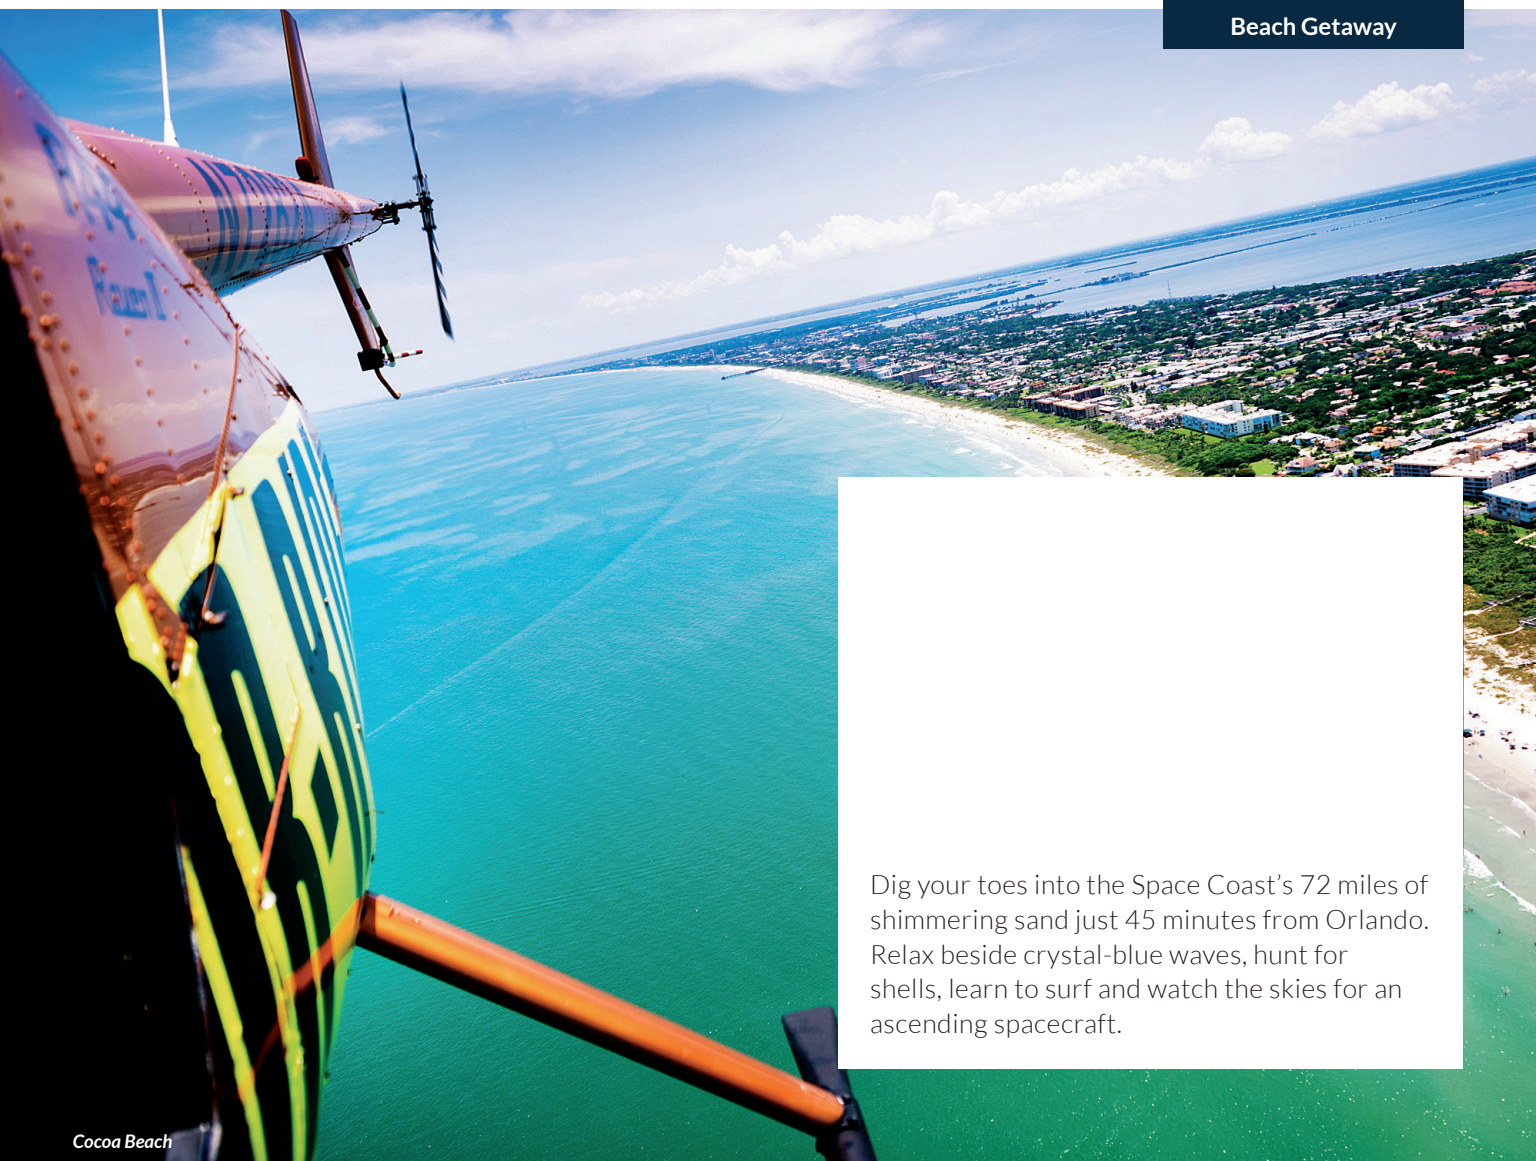 Beach Getaway
Raven II
Dig your toes into the Space Coast’s 72 miles of
shimmering sand just 45 minutes from Orlando.
Relax beside crystal-blue waves, hunt for
shells, learn to surf and watch the skies for an
ascending spacecraft.
Cocoa Beach